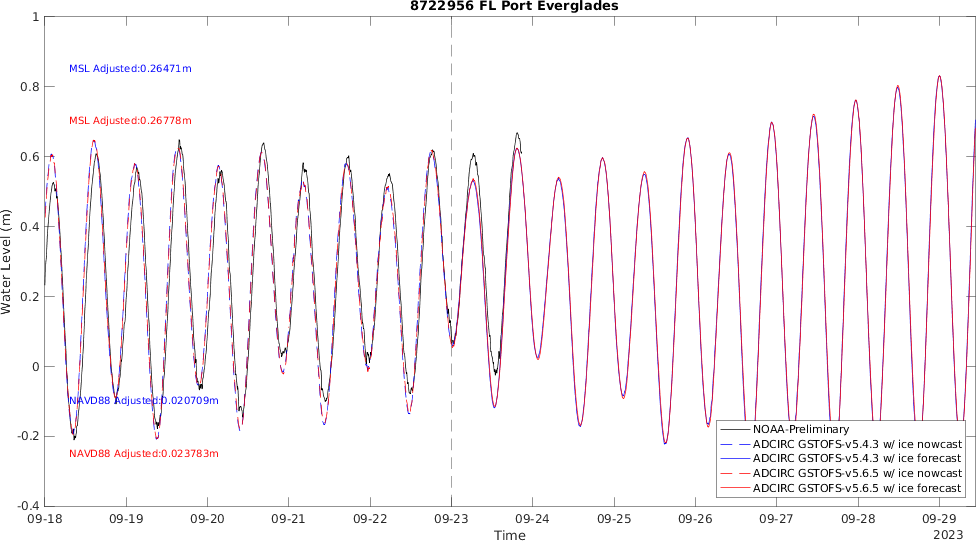 8722956 FL Port Everglades
1
0.8
0.6
0.4
0.2
0
-0.2
-0.4
Water Level (m)
MSL Adjusted:0.26471m
MSL Adjusted:0.26778m
NAVD88 Adjusted:0.020709m
NAVD88 Adjusted:0.023783m
NOAA-Preliminary
ADCIRC GSTOFS-v5.4.3 w/ ice nowcast
ADCIRC GSTOFS-v5.4.3 w/ ice forecast
ADCIRC GSTOFS-v5.6.5 w/ ice nowcast
ADCIRC GSTOFS-v5.6.5 w/ ice forecast
09-18 09-19 09-20 09-21 09-22 09-23 09-24 09-25 09-26 09-27 09-28 09-29
Time
2023